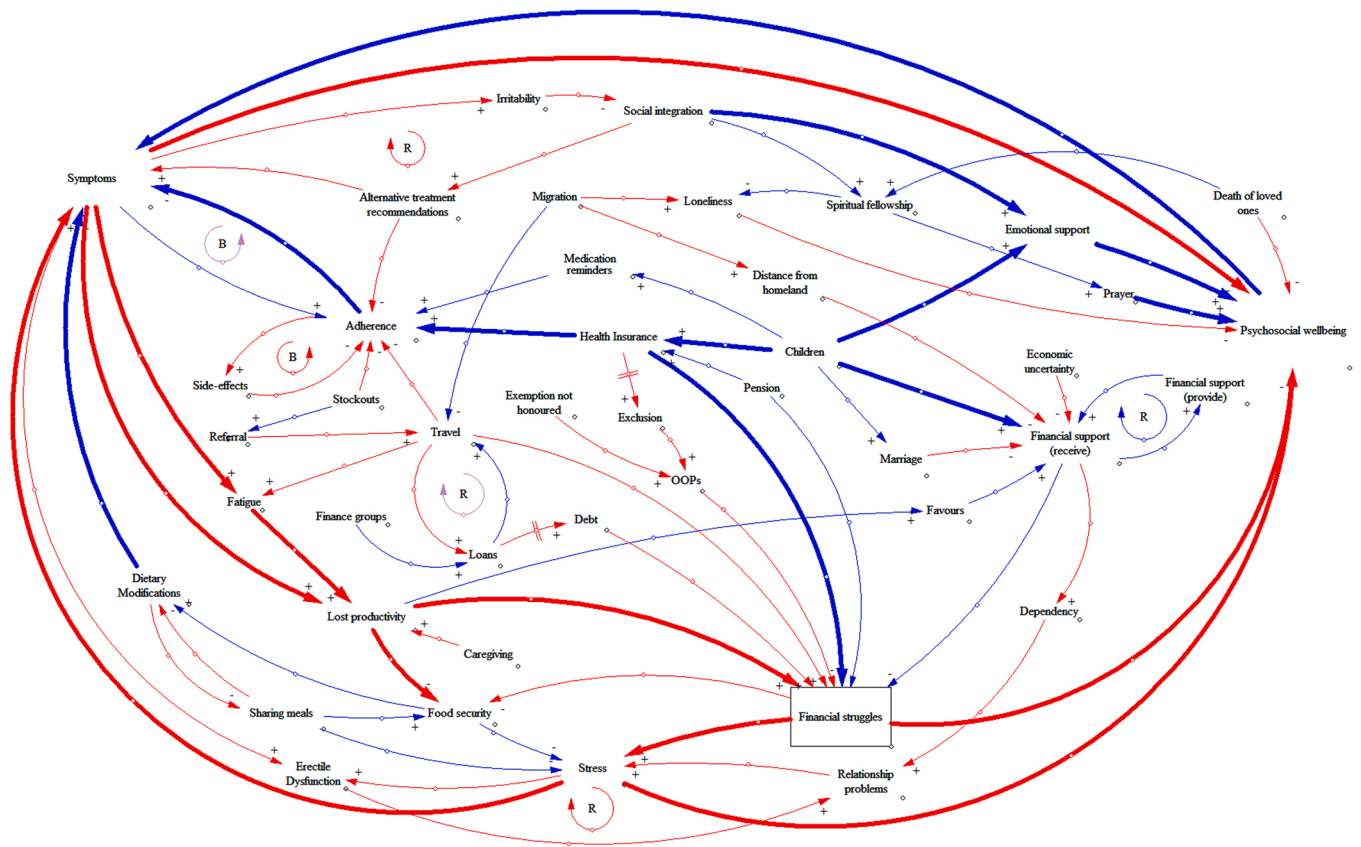 Irritability
Social integration
R
Symptoms
Alternative treatment
recommendations
Migration
Loneliness
Spiritual fellowship
Death of loved
ones
Emotional support
B
Medication
reminders
Distance from
homeland
Prayer
Adherence
Health Insurance
Children
Psychosocial wellbeing
B
Side-effects
Stockouts
Pension
Economic
uncertainty
Financial support
(provide)
Exemption not
honoured
Exclusion
R
Referral
Travel
Marriage
Financial support
(receive)
OOPs
R
Fatigue
Finance groups
Debt
Favours
Loans
Dietary
Modifications
Lost productivity
Dependency
Caregiving
Sharing meals
Food security
Financial struggles
Erectile
Dysfunction
Stress
Relationship
problems
R